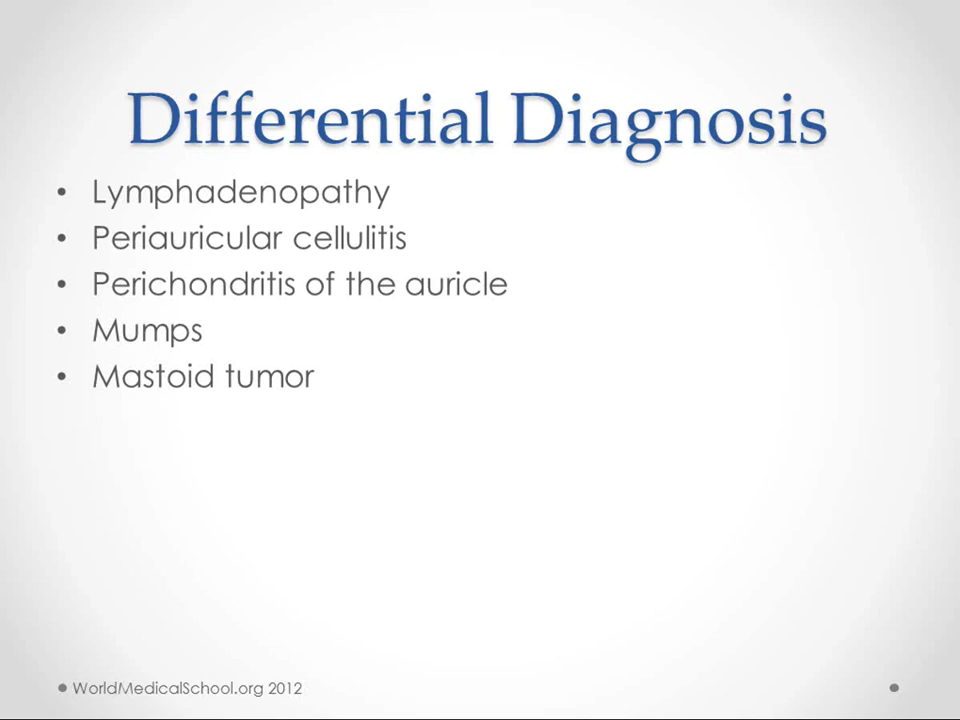 Differential Diagnosis
• Lymphadenopathy
• Periauricular cellulitis
• Perichondritis of the auricle
• Mumps
• Mastoid tumor
WorldMedicalSchool.org 2012